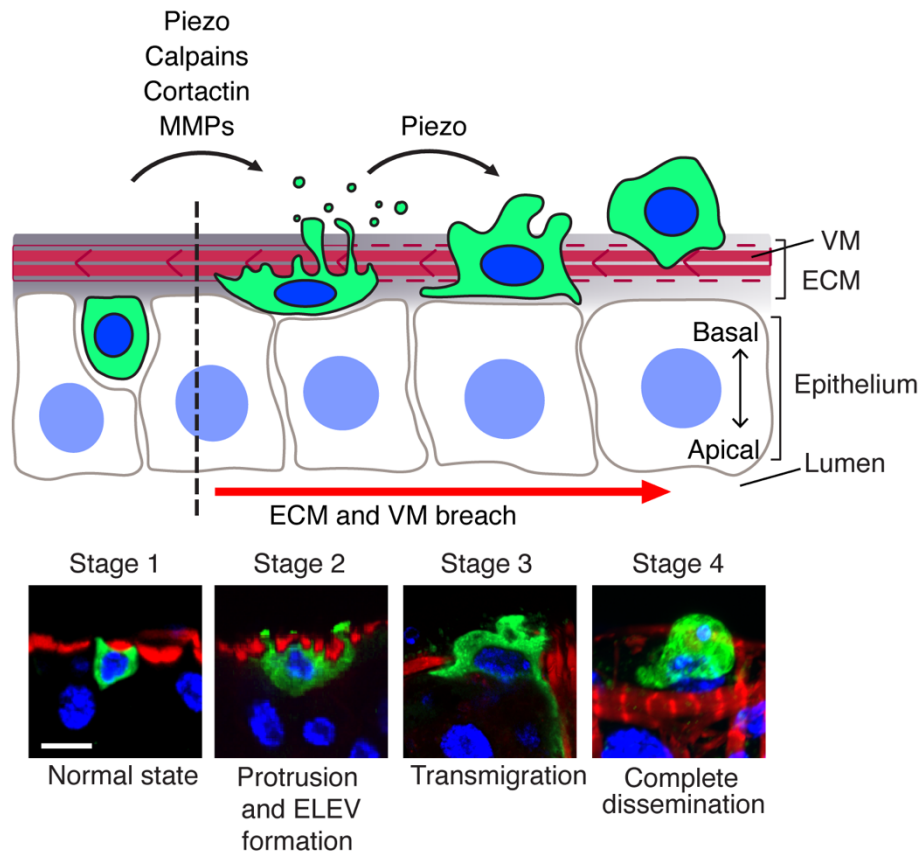 Piezo
Calpains
Cortactin
MMPs
Piezo
VM
ECM
Basal
Epithelium
Apical
Lumen
ECM and VM breach
Stage 1
Stage 2
Stage 3
Stage 4
Normal state
Protrusion
and ELEV
formation
Transmigration
Complete
dissemination